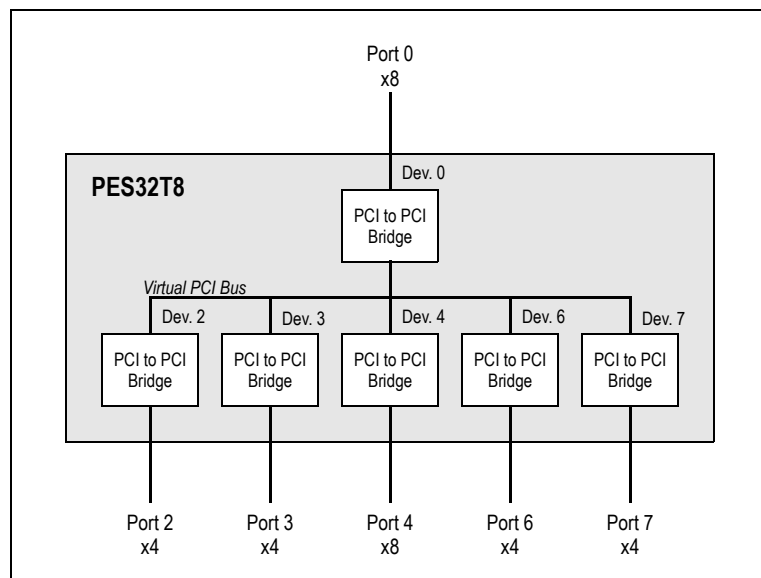 Port 0
x8
Dev. 0
PES32T8
PCI to PCI
Bridge
Virtual PCI Bus
Dev. 2
Dev. 3
Dev. 4
Dev. 6
Dev. 7
PCI to PCI
Bridge
PCI to PCI
Bridge
PCI to PCI
Bridge
PCI to PCI
Bridge
PCI to PCI
Bridge
Port 2
x4
Port 3
x4
Port 4
x8
Port 6
x4
Port 7
x4